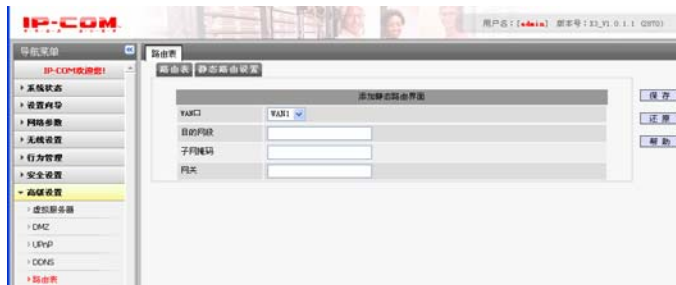 IP-COM
用户名：[admin] 版本号：X3_V1.0.1.1 (2870)
导航菜单
IP-COM欢迎您!
系统状态
设置向导
网络参数
无线设置
行为管理
安全设置
高级设置
虚拟服务器
DMZ
UPnP
DDNS
路由表
路由表
路由表 静态路由设置
添加静态路由界面
WAN口 WAN1
目的网段
子网掩码
网关
保存
还原
帮助